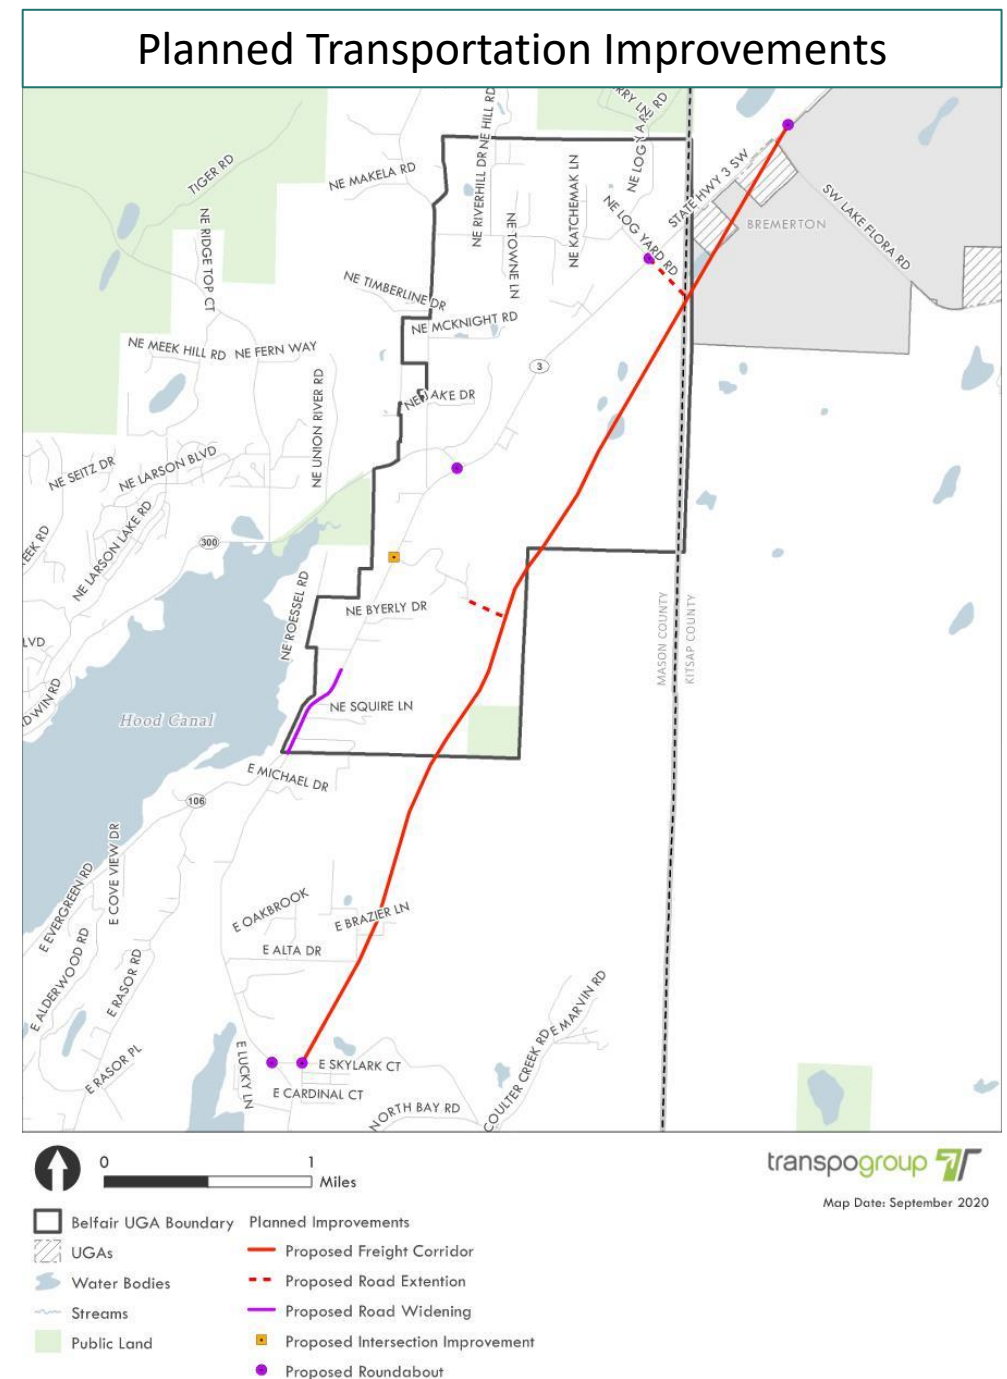 Planned Transportation Improvements
NE HILL RD
NE LOG YARD RD
TIGER RD
NE MAKELA RD
NE RIVERHILL DR
NE KATCHEMAK LN
STATE HWY 3 SW
SW LAKE FLORA RD
BREMERTON
NE RIDGE TOP CT
NE TOWNE LN
NE LOG YARD RD
NE TIMBERLINE DR
NE MCKNIGHT RD
NE MEEK HILL RD
NE FERN WAY
3
NE UNION RIVER RD
NE SEITZ DR
NE LARSON BLVD
NE LARSON LAKE RD
300
NE ROESSEL RD
NE BYERLY DR
MASON COUNTY
KITSAP COUNTY
NE SQUIRE LN
Hood Canal
E MICHAEL DR
106
E COVE VIEW DR
E EVERGREEN RD
E OAKBROOK
E BRAZIER LN
E ALTA DR
E ALDERWOOD RD
E RASOR RD
E RASOR PL
E LUCKY LN
E SKYLARK CT
E CARDINAL CT
NORTH BAY RD
COULTER CREEK RD
E MARVIN RD
0 1
Miles
transpogroup
Map Date: September 2020
Belfair UGA Boundary
UGAs
Water Bodies
Streams
Public Land
Planned Improvements
Proposed Freight Corridor
Proposed Road Extention
Proposed Road Widening
Proposed Intersection Improvement
Proposed Roundabout